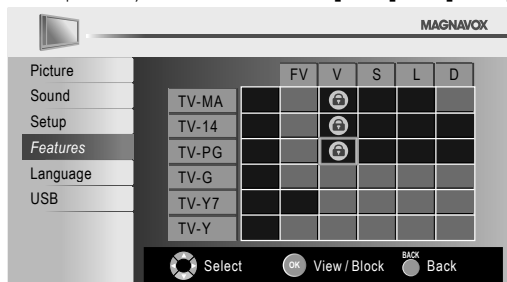 MAGNAVOX
Picture
Sound
Setup
Features
Language
USB
FV V S L D
TV-MA
TV-14
TV-PG
TV-G
TV-Y7
TV-Y
Select
OK
View / Block
BACK
Back